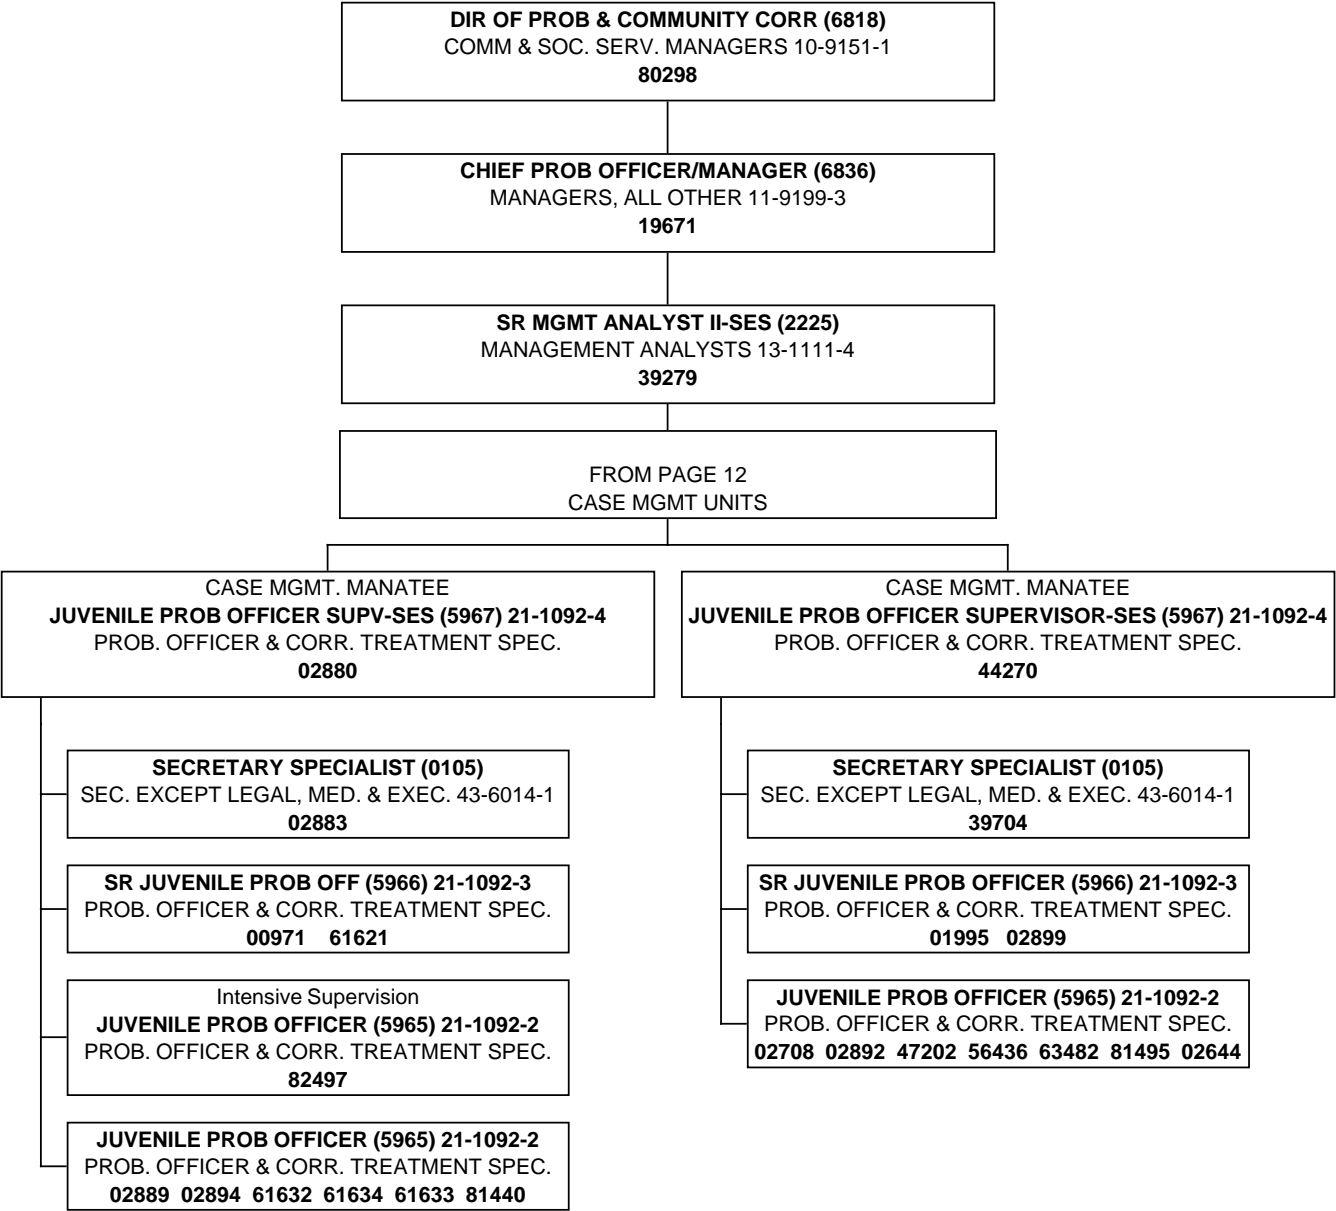 DIR OF PROB & COMMUNITY CORR (6818)
COMM & SOC. SERV. MANAGERS 10-9151-1
80298
CHIEF PROB OFFICER/MANAGER (6836)
MANAGERS, ALL OTHER 11-9199-3
19671
SR MGMT ANALYST II-SES (2225)
MANAGEMENT ANALYSTS 13-1111-4
39279
FROM PAGE 12
CASE MGMT UNITS
CASE MGMT. MANATEE
JUVENILE PROB OFFICER SUPV-SES (5967) 21-1092-4
PROB. OFFICER & CORR. TREATMENT SPEC.
02880
SECRETARY SPECIALIST (0105)
SEC. EXCEPT LEGAL, MED. & EXEC. 43-6014-1
02883
SR JUVENILE PROB OFF (5966) 21-1092-3
PROB. OFFICER & CORR. TREATMENT SPEC.
00971 61621
Intensive Supervision
JUVENILE PROB OFFICER (5965) 21-1092-2
PROB. OFFICER & CORR. TREATMENT SPEC.
82497
JUVENILE PROB OFFICER (5965) 21-1092-2
PROB. OFFICER & CORR. TREATMENT SPEC.
02889 02894 61632 61634 61633 81440
CASE MGMT. MANATEE
JUVENILE PROB OFFICER SUPERVISOR-SES (5967) 21-1092-4
PROB. OFFICER & CORR. TREATMENT SPEC.
44270
SECRETARY SPECIALIST (0105)
SEC. EXCEPT LEGAL, MED. & EXEC. 43-6014-1
39704
SR JUVENILE PROB OFFICER (5966) 21-1092-3
PROB. OFFICER & CORR. TREATMENT SPEC.
01995 02899
JUVENILE PROB OFFICER (5965) 21-1092-2
PROB. OFFICER & CORR. TREATMENT SPEC.
02708 02892 47202 56436 63482 81495 02644